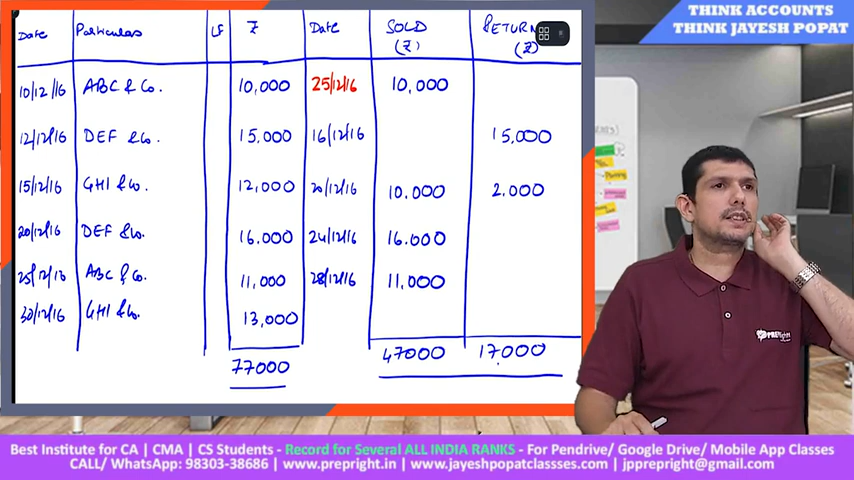 THINK ACCOUNTS
THINK JAYESH POPAT
Date Particulars LF ₹ Date SOLD (₹) RETURN (₹)
10/12/16 ABC & Co. 10,000 25/12/16 10,000
12/12/16 DEF & Co. 15,000 16/12/16 15,000
15/12/16 GHI & Co. 12,000 20/12/16 10,000 2,000
20/12/16 DEF & Co. 16,000 24/12/16 16,000
25/12/16 ABC & Co. 11,000 28/12/16 11,000
30/12/16 GHI & Co. 13,000
77000 47000 17,000
PREPright
Best Institute for CA | CMA | CS Students - Record for Several ALL INDIA RANKS - For Pendrive/ Google Drive/ Mobile App Classes
CALL/ WhatsApp: 98303-38686 | www.prepright.in | www.jayeshpopatclassses.com | jpprepright@gmail.com